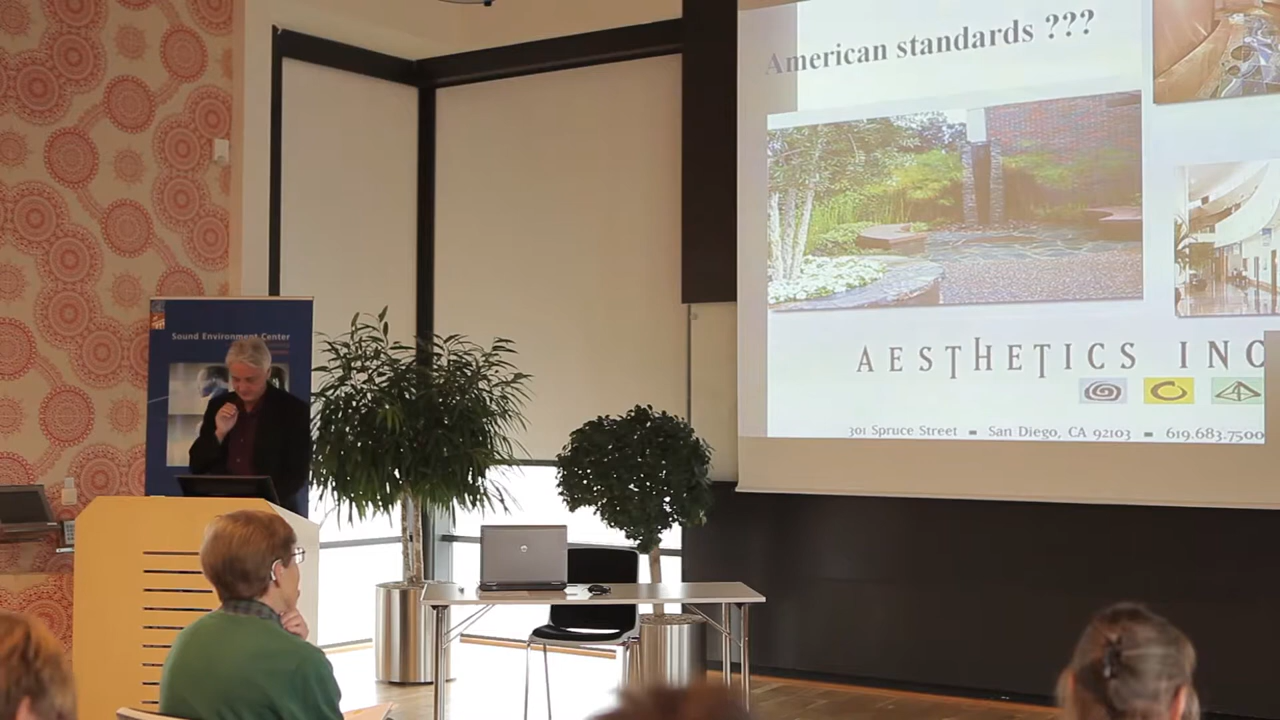 American standards ???
Sound Environment Center
AESTHETICS INC
301 Spruce Street - San Diego, CA 92103 - 619.683.7500